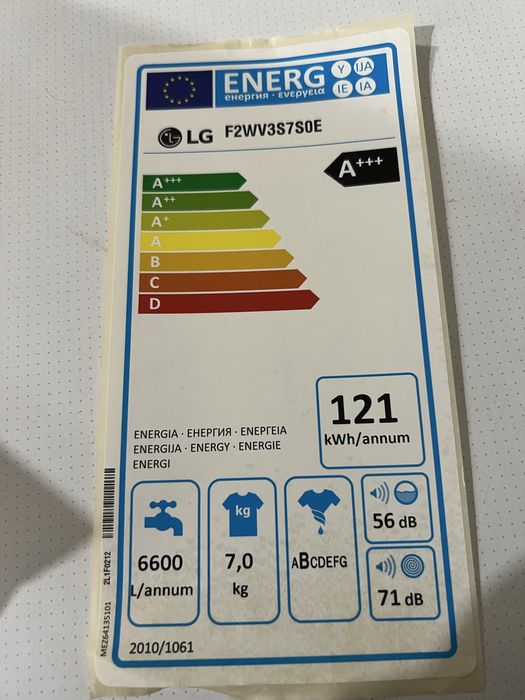 ENERG Y IJA
енергия · ενεργεια IE IA
LG F2WV3S7S0E
A+++
A+++
A++
A+
A
B
C
D
121
kWh/annum
ENERGIA · ЕНЕРГИЯ · ΕΝΕΡΓΕΙΑ
ENERGIJA · ENERGY · ENERGIE
ENERGI
6600
L/annum
kg
7,0
kg
ABCDEFG
56 dB
71 dB
2010/1061
MEZ64135101 2L1F0212